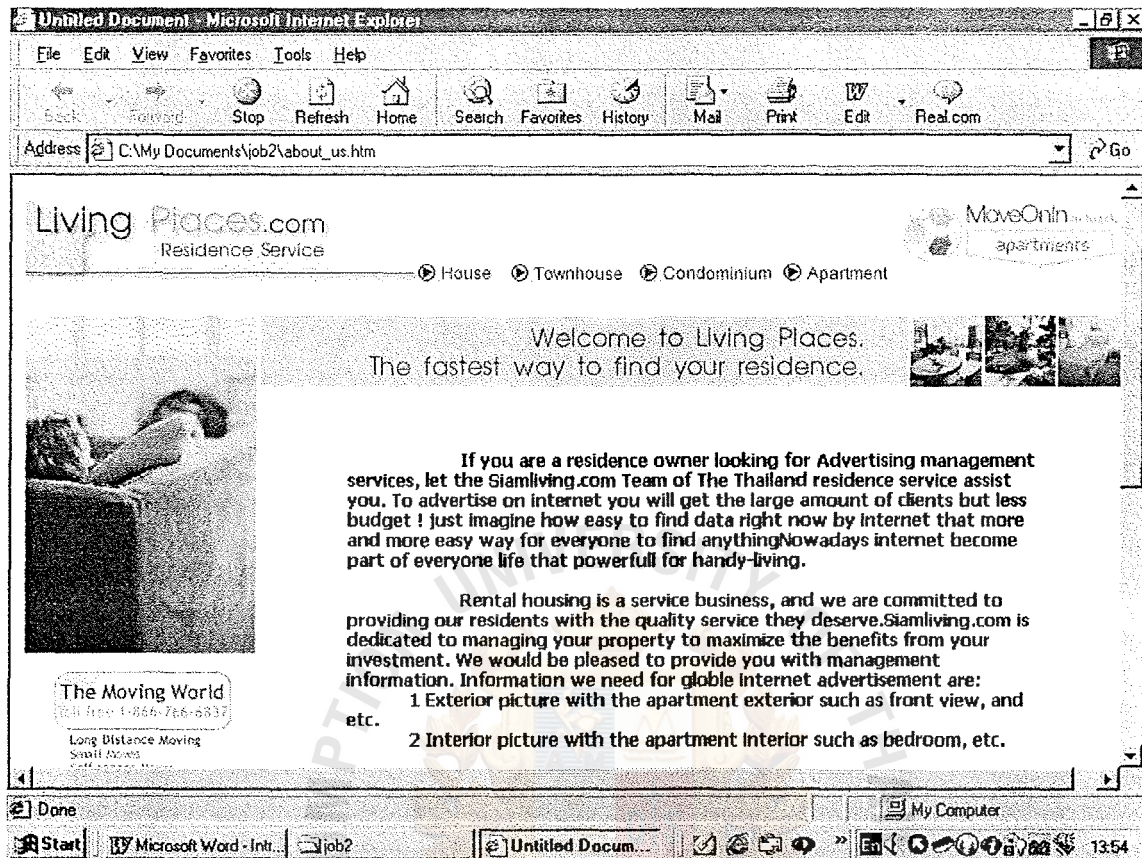 Untitled Document - Microsoft Internet Explorer
File Edit View Favorites Tools Help
Back Forward Stop Refresh Home Search Favorites History Mail Print Edit Real.com
Address C:\My Documents\job2\about_us.htm Go
Living Places.com
Residence Service
MoveOnIn
apartments
House Townhouse Condominium Apartment
Welcome to Living Places.
The fastest way to find your residence.
If you are a residence owner looking for Advertising management
services, let the Siamliving.com Team of The Thailand residence service assist
you. To advertise on internet you will get the large amount of clients but less
budget ! just imagine how easy to find data right now by internet that more
and more easy way for everyone to find anythingNowadays internet become
part of everyone life that powerfull for handy-living.
Rental housing is a service business, and we are committed to
providing our residents with the quality service they deserve.Siamliving.com is
dedicated to managing your property to maximize the benefits from your
investment. We would be pleased to provide you with management
information. Information we need for globle internet advertisement are:
1 Exterior picture with the apartment exterior such as front view, and
etc.
2 Interior picture with the apartment interior such as bedroom, etc.
The Moving World
Toll free 1-866-766-6837
Long Distance Moving
Small Moves
Done My Computer
Start Microsoft Word - Intr... job2 Untitled Docum... » En 13:54